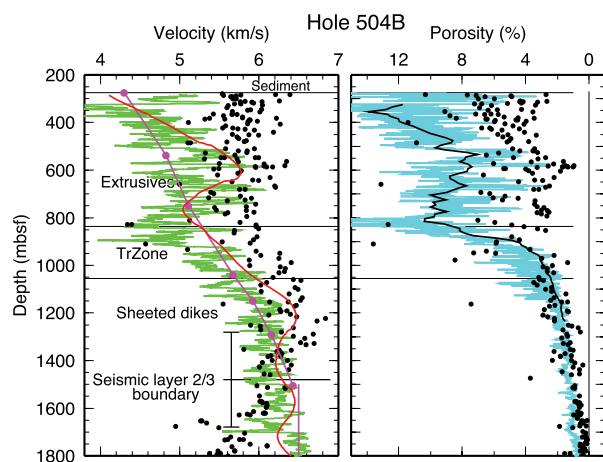 Hole 504B
Velocity (km/s)
Porosity (%)
4 5 6 7
12 8 4 0
200
400
600
800
1000
1200
1400
1600
1800
Depth (mbsf)
Sediment
Extrusives
TrZone
Sheeted dikes
Seismic layer 2/3
boundary